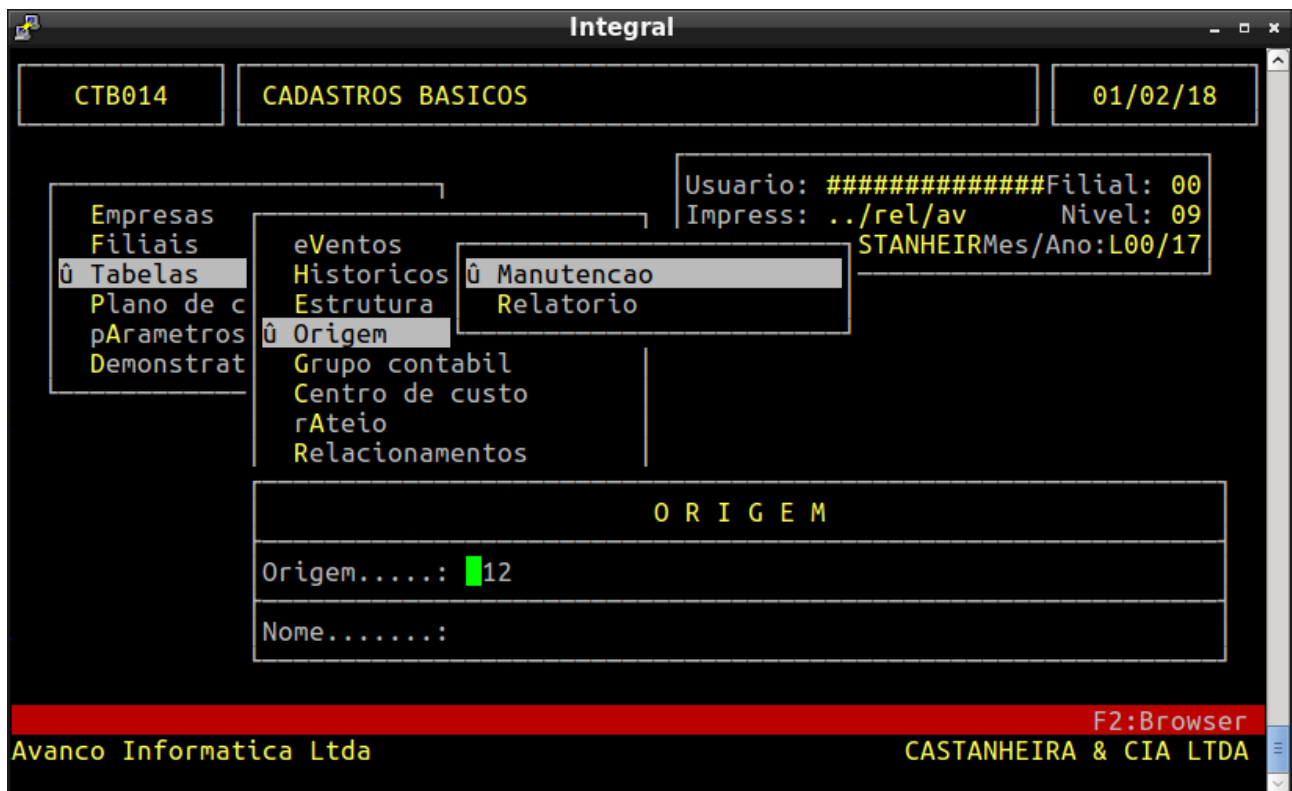 Integral
CTB014 CADASTROS BASICOS 01/02/18
Usuario: ##############Filial: 00
Impress: ../rel/av Nivel: 09
STANHEIRMes/Ano:L00/17
Empresas
Filiais
û Tabelas
Plano de c
pArametros
Demonstrat
eVentos
Historicos
Estrutura
û Origem
Grupo contabil
Centro de custo
rAteio
Relacionamentos
û Manutencao
Relatorio
O R I G E M
Origem.....: 12
Nome.......:
F2:Browser
Avanco Informatica Ltda CASTANHEIRA & CIA LTDA